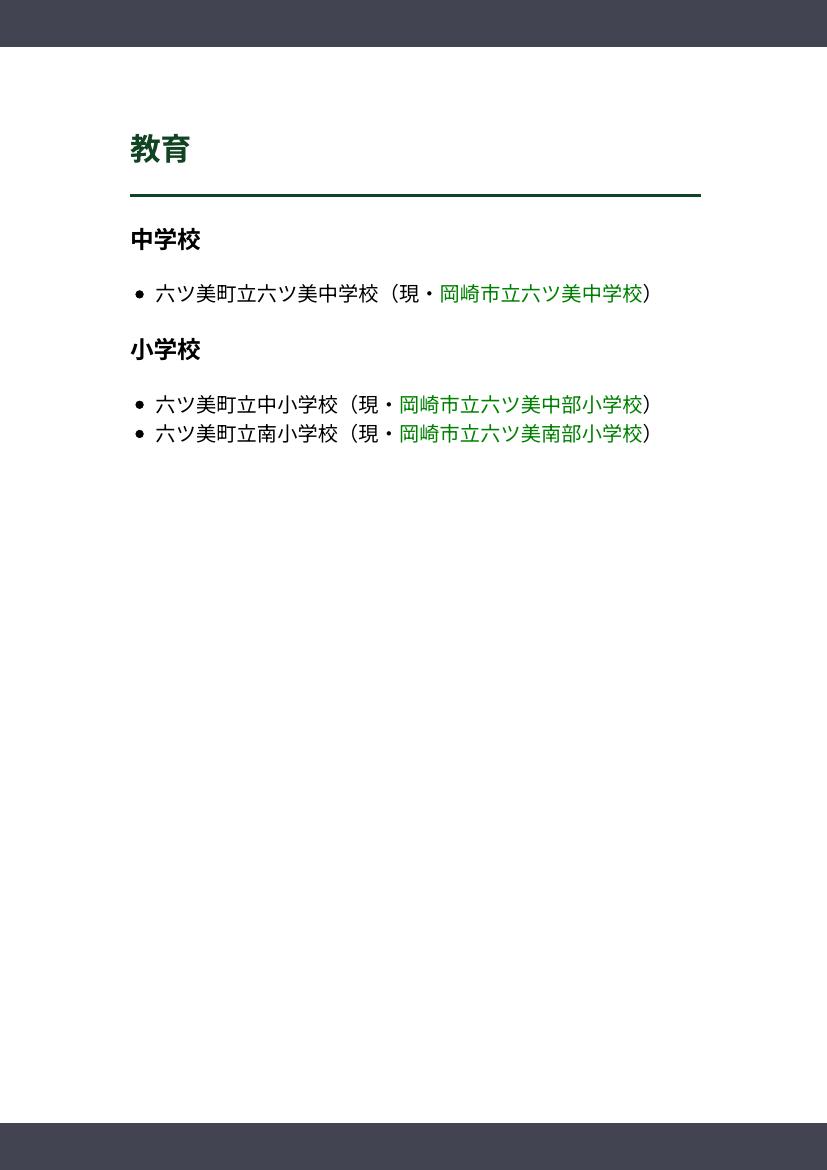 教育
中学校
• 六ツ美町立六ツ美中学校（現・岡崎市立六ツ美中学校）
小学校
• 六ツ美町立中小学校（現・岡崎市立六ツ美中部小学校）
• 六ツ美町立南小学校（現・岡崎市立六ツ美南部小学校）